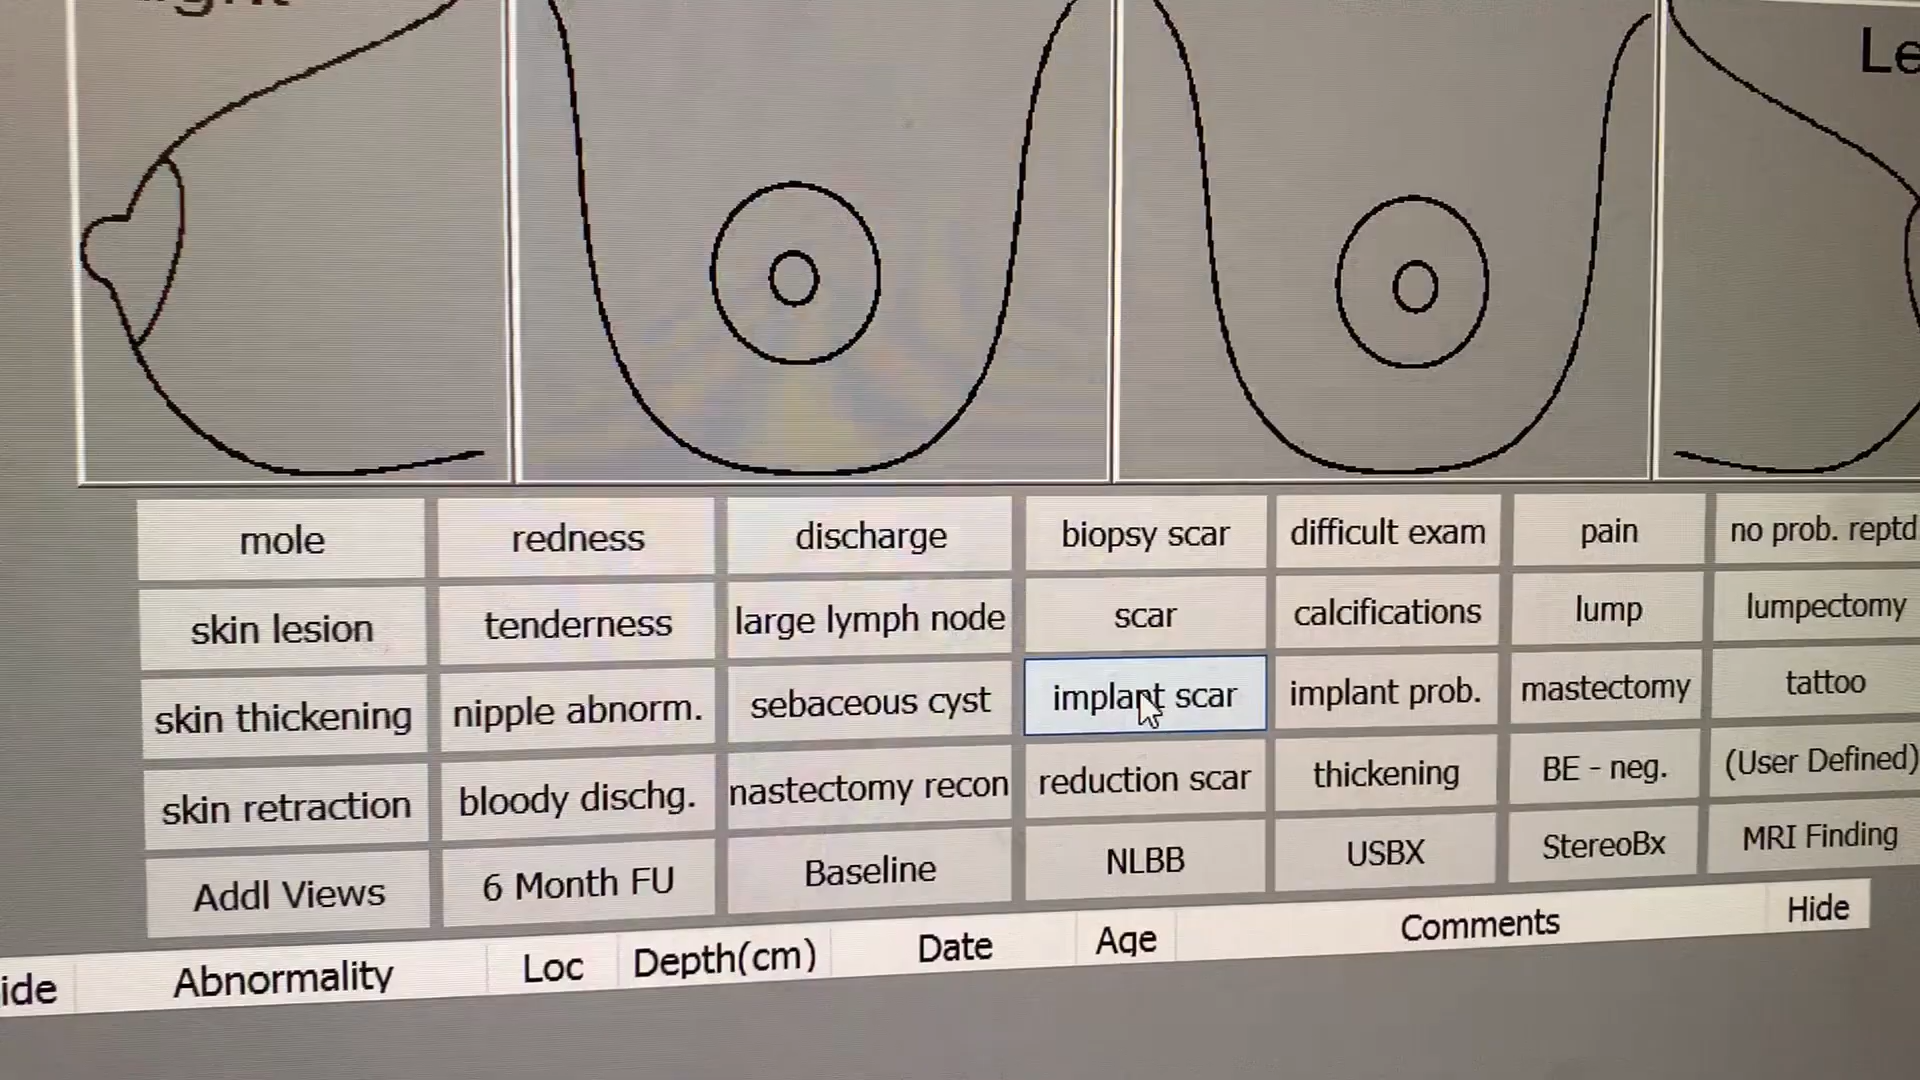 Le
mole redness discharge biopsy scar difficult exam pain no prob. reptd
skin lesion tenderness large lymph node scar calcifications lump lumpectomy
skin thickening nipple abnorm. sebaceous cyst implant scar implant prob. mastectomy tattoo
skin retraction bloody dischg. nastectomy recon reduction scar thickening BE - neg. (User Defined)
Addl Views 6 Month FU Baseline NLBB USBX StereoBx MRI Finding
ide Abnormality Loc Depth(cm) Date Age Comments Hide